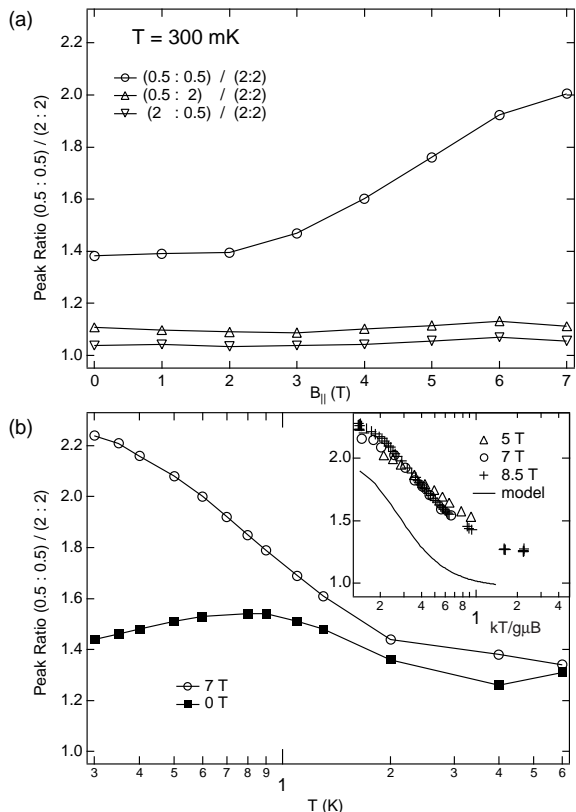 (a)
T = 300 mK
(0.5 : 0.5) / (2:2)
(0.5 : 2) / (2:2)
(2 : 0.5) / (2:2)
Peak Ratio (0.5 : 0.5) / (2 : 2)
2.2
2.0
1.8
1.6
1.4
1.2
1.0
0 1 2 3 4 5 6 7
B|| (T)
(b)
Peak Ratio (0.5 : 0.5) / (2 : 2)
2.2
2.0
1.8
1.6
1.4
1.2
1.0
7 T
0 T
3 4 5 6 7 8 9 1 2 3 4 5 6
T (K)
2.0
1.5
1.0
5 T
7 T
8.5 T
model
2 4 6 8 1 2 4
kT/gμB